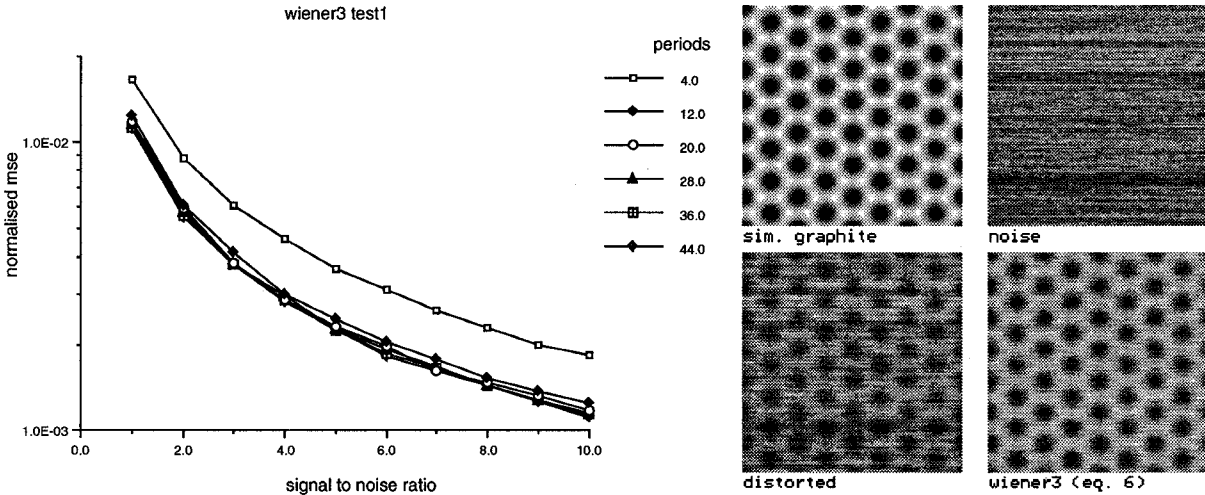 wiener3 test1
normalised mse
1.0E-02
1.0E-03
0.0 2.0 4.0 6.0 8.0 10.0
signal to noise ratio
periods
4.0
12.0
20.0
28.0
36.0
44.0
sim. graphite
noise
distorted
wiener3 (eq. 6)